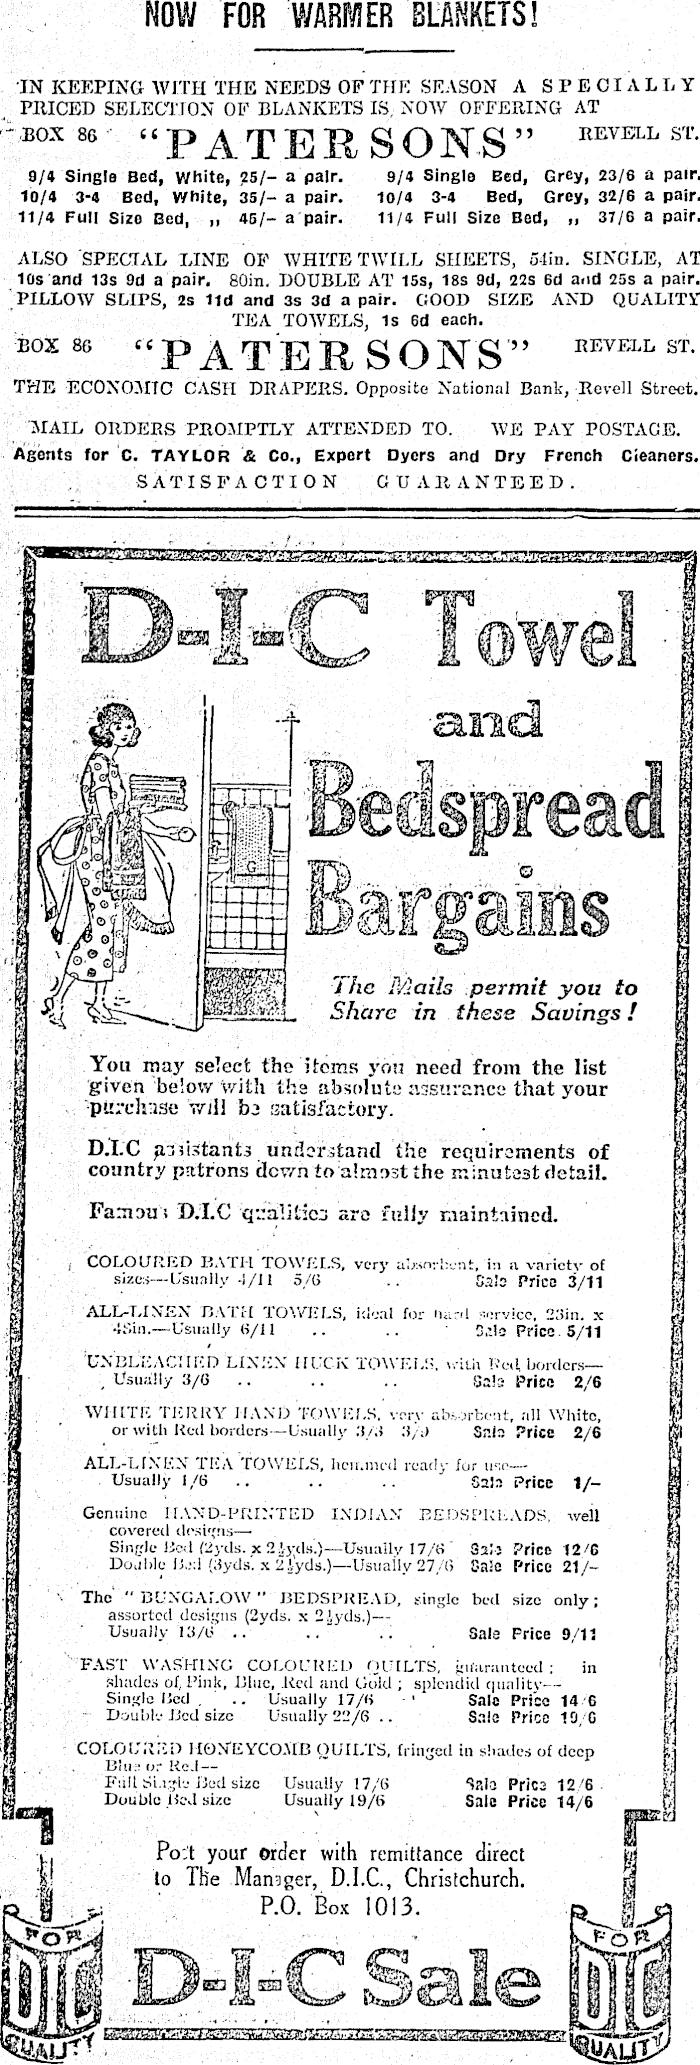 NOW FOR WARMER BLANKETS!
IN KEEPING WITH THE NEEDS OF THE SEASON A SPECIALLY
PRICED SELECTION OF BLANKETS IS NOW OFFERING AT
BOX 86 "PATERSONS" REVELL ST.
9/4 Single Bed, White, 25/- a pair. 9/4 Single Bed, Grey, 23/6 a pair.
10/4 3-4 Bed, White, 35/- a pair. 10/4 3-4 Bed, Grey, 32/6 a pair.
11/4 Full Size Bed, ,, 45/- a pair. 11/4 Full Size Bed, ,, 37/6 a pair.
ALSO SPECIAL LINE OF WHITE TWILL SHEETS, 54in. SINGLE, AT
10s and 13s 9d a pair. 80in. DOUBLE AT 15s, 18s 9d, 22s 6d and 25s a pair.
PILLOW SLIPS, 2s 11d and 3s 3d a pair. GOOD SIZE AND QUALITY
TEA TOWELS, 1s 6d each.
BOX 86 "PATERSONS" REVELL ST.
THE ECONOMIC CASH DRAPERS. Opposite National Bank, Revell Street.
MAIL ORDERS PROMPTLY ATTENDED TO. WE PAY POSTAGE.
Agents for C. TAYLOR & Co., Expert Dyers and Dry French Cleaners.
SATISFACTION GUARANTEED.
D-I-C Towel
and
Bedspread
Bargains
The Mails permit you to
Share in these Savings!
You may select the items you need from the list
given below with the absolute assurance that your
purchase will be satisfactory.
D.I.C assistants understand the requirements of
country patrons down to almost the minutest detail.
Famous D.I.C qualities are fully maintained.
COLOURED BATH TOWELS, very absorbent, in a variety of
sizes—Usually 4/11 5/6 .. Sale Price 3/11
ALL-LINEN BATH TOWELS, ideal for hard service, 23in. x
48in.—Usually 6/11 .. .. Sale Price 5/11
UNBLEACHED LINEN HUCK TOWELS, with Red borders—
Usually 3/6 .. .. .. Sale Price 2/6
WHITE TERRY HAND TOWELS, very absorbent, all White,
or with Red borders—Usually 3/3 3/9 Sale Price 2/6
ALL-LINEN TEA TOWELS, hemmed ready for use—
Usually 1/6 .. .. .. Sale Price 1/-
Genuine HAND-PRINTED INDIAN BEDSPREADS, well
covered designs—
Single Bed (2yds. x 2½yds.)—Usually 17/6 Sale Price 12/6
Double Bed (3yds. x 2½yds.)—Usually 27/6 Sale Price 21/-
The "BUNGALOW" BEDSPREAD, single bed size only;
assorted designs (2yds. x 2½yds.)—
Usually 13/6 .. .. .. Sale Price 9/11
FAST WASHING COLOURED QUILTS, guaranteed; in
shades of Pink, Blue, Red and Gold; splendid quality—
Single Bed .. Usually 17/6 Sale Price 14/6
Double Bed size Usually 22/6 .. Sale Price 19/6
COLOURED HONEYCOMB QUILTS, fringed in shades of deep
Blue or Red—
Full Single Bed size Usually 17/6 Sale Price 12/6
Double Bed size Usually 19/6 Sale Price 14/6
Post your order with remittance direct
to The Manager, D.I.C., Christchurch.
P.O. Box 1013.
FOR DIC QUALITY
D-I-C Sale
FOR DIC QUALITY